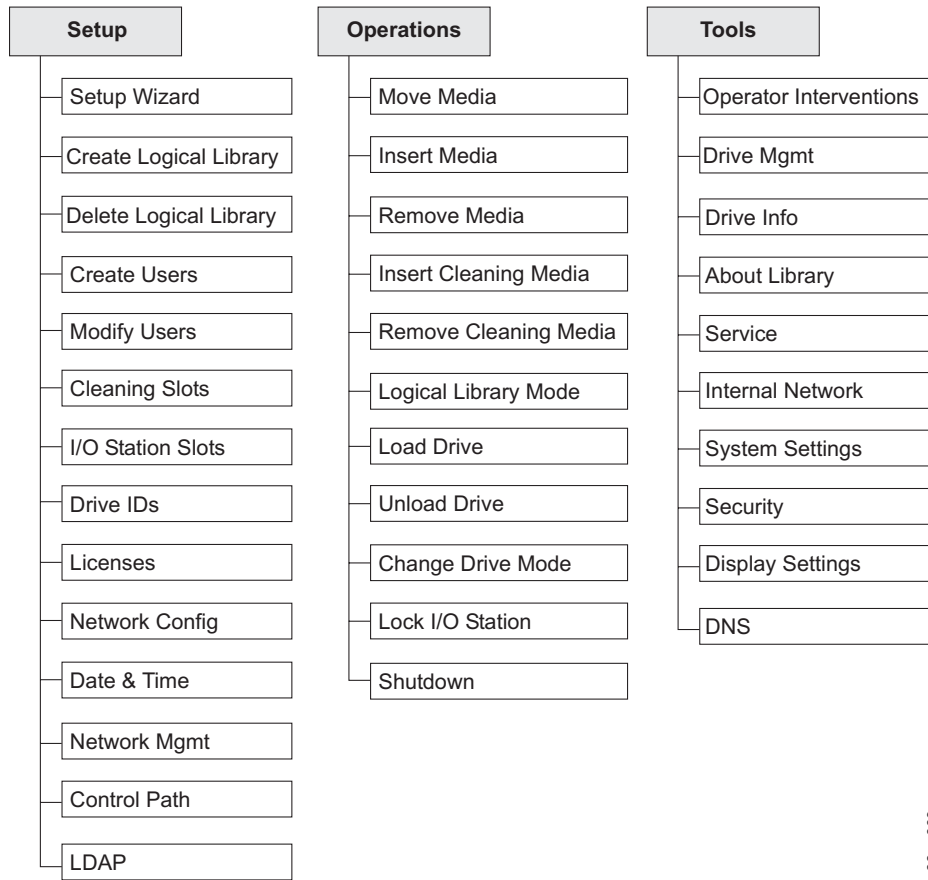 Setup
Setup Wizard
Create Logical Library
Delete Logical Library
Create Users
Modify Users
Cleaning Slots
I/O Station Slots
Drive IDs
Licenses
Network Config
Date & Time
Network Mgmt
Control Path
LDAP
Operations
Move Media
Insert Media
Remove Media
Insert Cleaning Media
Remove Cleaning Media
Logical Library Mode
Load Drive
Unload Drive
Change Drive Mode
Lock I/O Station
Shutdown
Tools
Operator Interventions
Drive Mgmt
Drive Info
About Library
Service
Internal Network
System Settings
Security
Display Settings
DNS